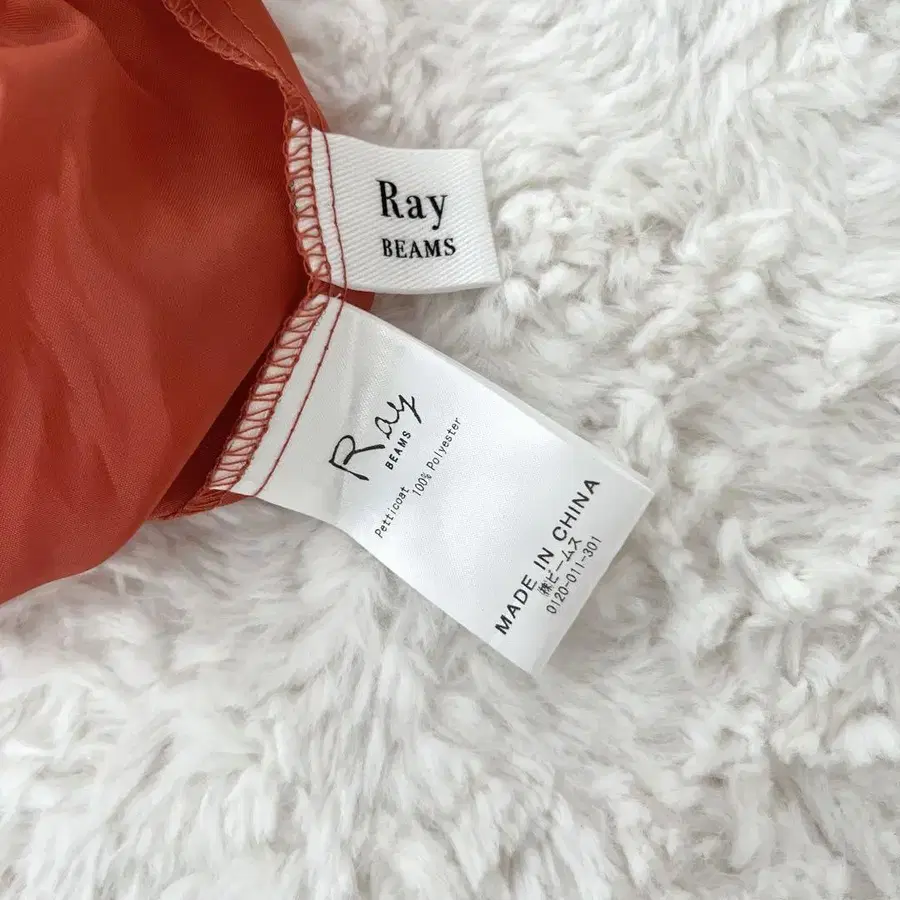 Ray
BEAMS
Ray
BEAMS
Petticoat
100% Polyester
MADE IN CHINA
㈱ビームス
0120-011-301